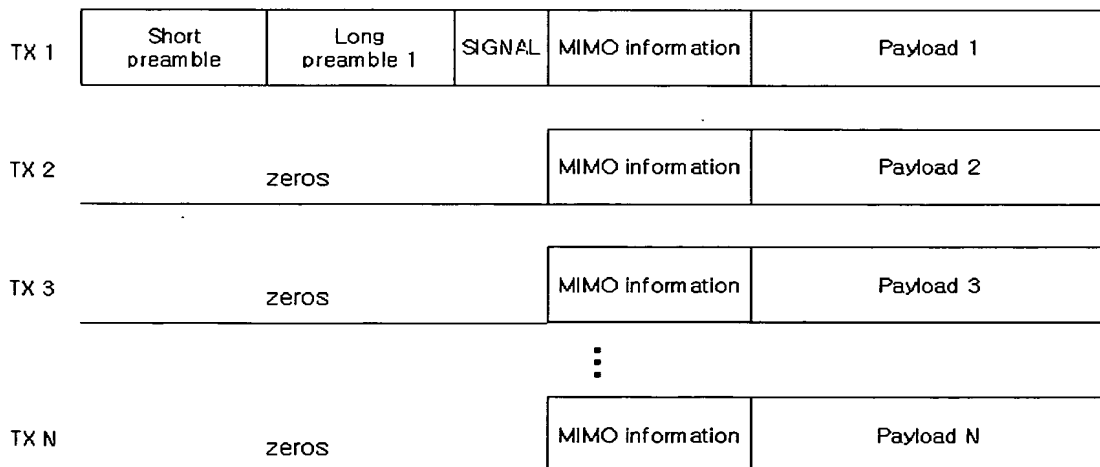 TX 1
Short preamble
Long preamble 1
SIGNAL
MIMO information
Payload 1
TX 2
zeros
MIMO information
Payload 2
TX 3
zeros
MIMO information
Payload 3
TX N
zeros
MIMO information
Payload N